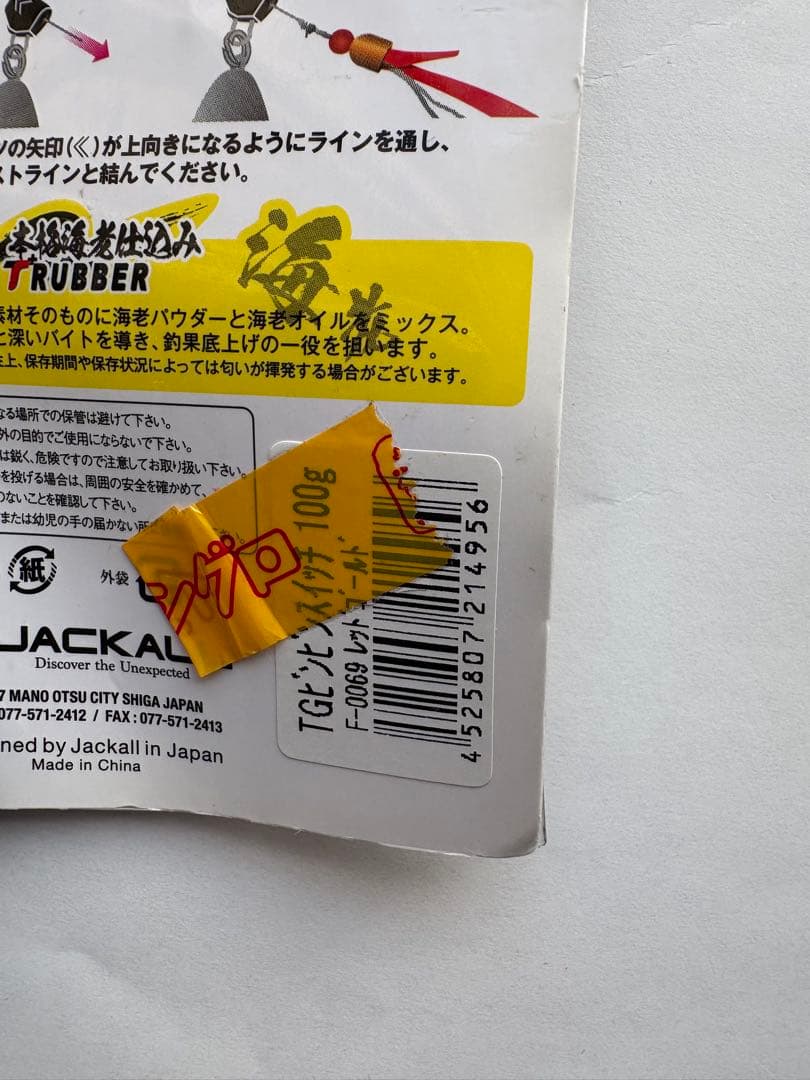 ツの矢印(《)が上向きになるようにラインを通し、
ストラインと結んでください。
本格海老仕込み
RUBBER
海老
素材そのものに海老パウダーと海老オイルをミックス。
に深いバイトを導き、釣果底上げの一役を担います。
性上、保存期間や保存状況によっては匂いが揮発する場合がございます。
なる場所での保管は避けて下さい。
外の目的でご使用にならないで下さい。
は鋭く、危険ですので注意してお取り扱い下さい。
を投げる場合は、周囲の安全を確かめて、
のないことを確認して下さい。
または幼児の手の届かない所
紙
外袋
JACKALL
Discover the Unexpected
7 MANO OTSU CITY SHIGA JAPAN
077-571-2412 / FAX : 077-571-2413
ned by Jackall in Japan
Made in China
ングロ
TGビンビンスイッチ 100g
F-0069 レッドゴールド
4525807214956